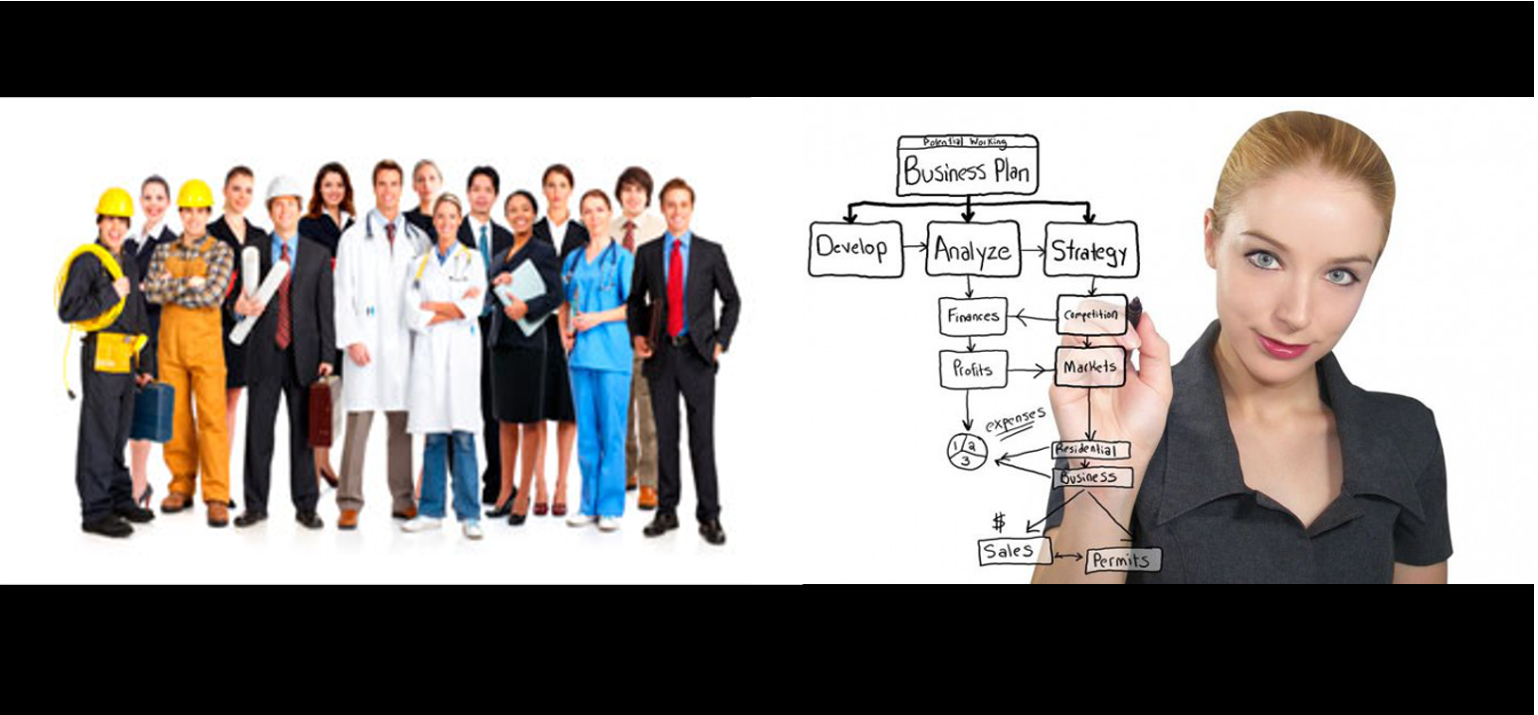 Potential Working
Business Plan
Develop
Analyze
Strategy
Finances
Competition
Profits
Markets
expenses
1 2
3
Residential
Business
$
Sales
Permits